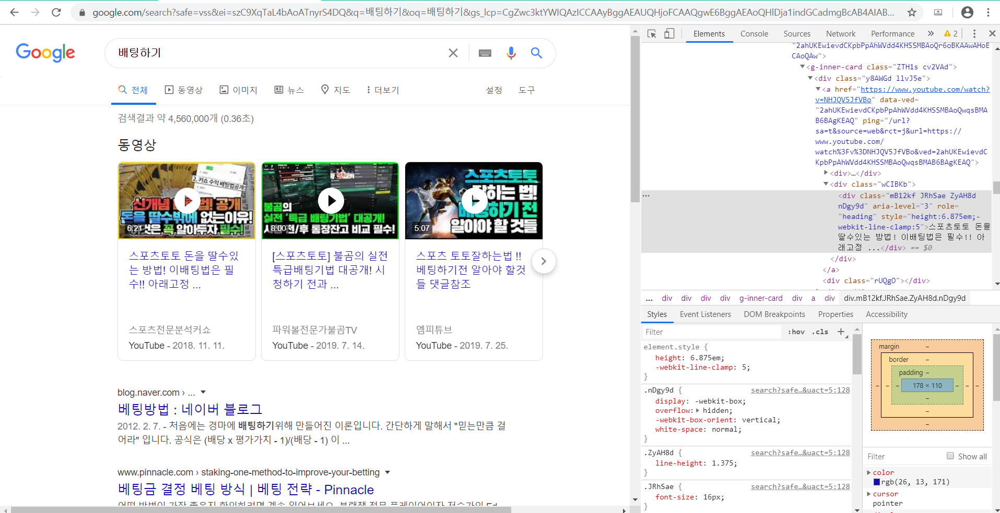 google.com/search?safe=vss&ei=szC9XqTaL4bAoATnyrS4DQ&q=배팅하기&oq=배팅하기&gs_lcp=CgZwc3ktYWIQAzICCAAyBggAEAUQHjoFCAAQgwE6BggAEAoQHlDja1indGCadmgBcAB4AIAB...
Google
배팅하기
전체 동영상 이미지 뉴스 지도 더보기 설정 도구
검색결과 약 4,560,000개 (0.36초)
동영상
2. 커쇼 수익 배팅법공개!
신개념 법! 공개
돈을 딸수밖에 없는이유!
6:21 것은 꼭 알아두자 필수!
불곰의
실전 '특급 배팅기법' 대공개!
8:00 전/후 통장잔고 비교 필수!
스포츠토토
잘하는 법!
배팅하기 전
5:07 알아야 할 것들
스포츠토토 돈을 딸수있
는 방법! 이배팅법은 필
수!! 아래고정 ...
스포츠전문분석커쇼
YouTube - 2018. 11. 11.
[스포츠토토] 불곰의 실전
특급배팅기법 대공개! 시
청하기 전과 ...
파워볼전문가불곰TV
YouTube - 2019. 7. 14.
스포츠 토토잘하는법 !!
베팅하기전 알아야 할것
들 댓글참조
엠피튜브
YouTube - 2019. 7. 25.
blog.naver.com › ...
베팅방법 : 네이버 블로그
2012. 2. 7. - 처음에는 경마에 배팅하기위해 만들어진 이론입니다. 간단하게 말해서 "믿는만큼 걸
어라" 입니다. 공식은 (배당 x 평가가치 - 1)/(배당 - 1) 이 ...
www.pinnacle.com › staking-one-method-to-improve-your-betting
베팅금 결정 베팅 방식 | 베팅 전략 - Pinnacle
Elements Console Sources Network Performance » 2
"2ahUKEwievdCKpbPpAhWVdd4KHSSMBAoQr6oBKAAwAHoE
CAoQAw">
<g-inner-card class="ZTH1s cv2VAd">
<div class="y8AWGd llvJ5e">
<a href="https://www.youtube.com/watch?
v=NHJQV5JfVBo" data-ved=
"2ahUKEwievdCKpbPpAhWVdd4KHSSMBAoQwqsBMA
B6BAgKEAQ" ping="/url?
sa=t&source=web&rct=j&url=https://
www.youtube.com/
watch%3Fv%3DNHJQV5JfVBo&ved=2ahUKEwievdC
KpbPpAhWVdd4KHSSMBAoQwqsBMAB6BAgKEAQ">
<div>…</div>
<div class="wCIBKb">
<div class="mB12kf JRhSae ZyAH8d
nDgy9d" aria-level="3" role=
"heading" style="height:6.875em;-
webkit-line-clamp:5">스포츠토토 돈을
딸수있는 방법! 이배팅법은 필수!! 아
래고정 ...</div> == $0
</div>
</a>
<div class="rUQgO"></div>
... div div div div g-inner-card div a div div.mB12kf.JRhSae.ZyAH8d.nDgy9d
Styles Event Listeners DOM Breakpoints Properties Accessibility
Filter :hov .cls +
element.style {
height: 6.875em;
-webkit-line-clamp: 5;
}
.nDgy9d { search?safe…&uact=5:128
display: -webkit-box;
overflow: hidden;
-webkit-box-orient: vertical;
white-space: normal;
}
.ZyAH8d { search?safe…&uact=5:128
line-height: 1.375;
}
.JRhSae { search?safe…&uact=5:128
font-size: 16px;
}
margin –
border –
padding –
– – – 178 × 110 – – –
–
–
–
Filter Show all
color
rgb(26, 13, 171)
cursor
pointer